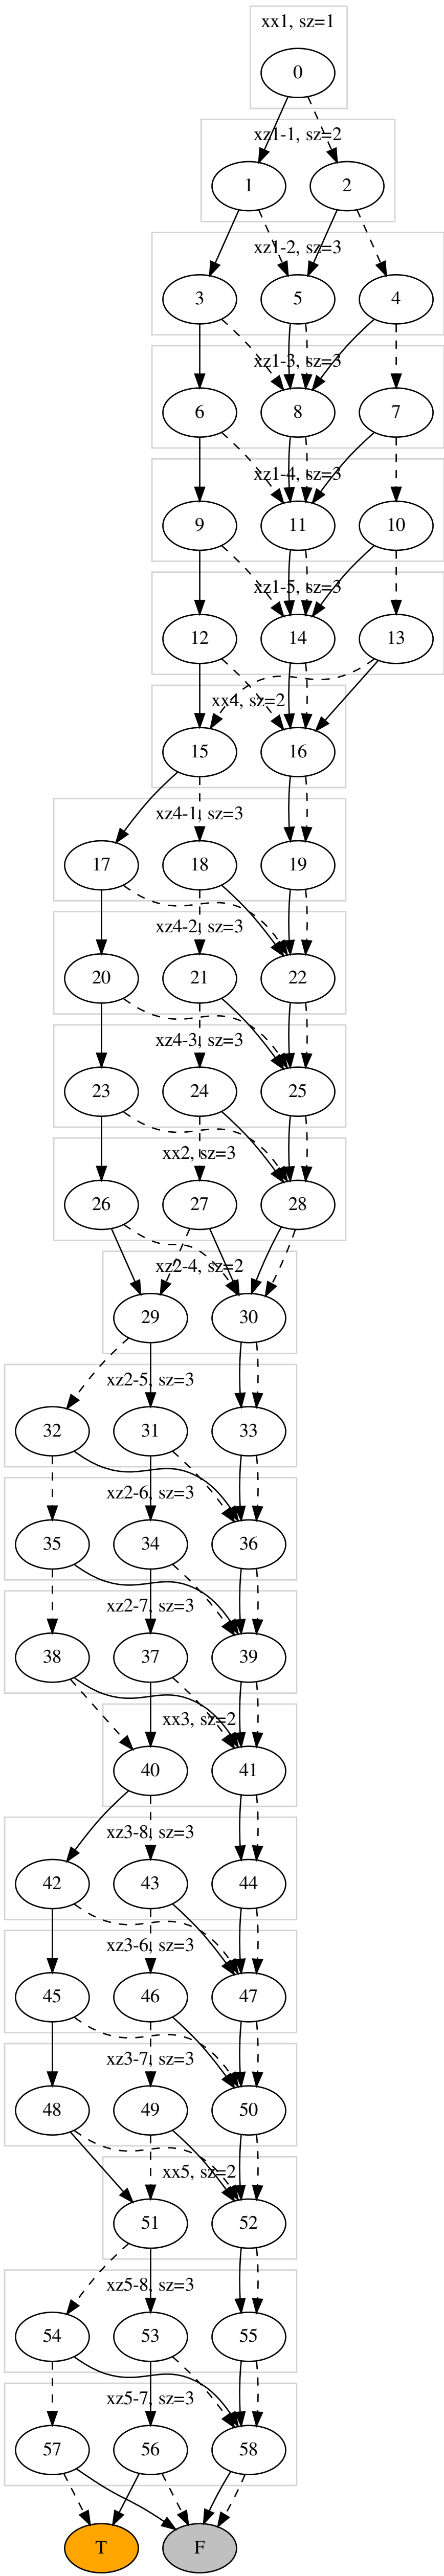 xx1, sz=1
0
xz1-1, sz=2
1 2
xz1-2, sz=3
3 5 4
xz1-3, sz=3
6 8 7
xz1-4, sz=3
9 11 10
xz1-5, sz=3
12 14 13
xx4, sz=2
15 16
xz4-1, sz=3
17 18 19
xz4-2, sz=3
20 21 22
xz4-3, sz=3
23 24 25
xx2, sz=3
26 27 28
xz2-4, sz=2
29 30
xz2-5, sz=3
32 31 33
xz2-6, sz=3
35 34 36
xz2-7, sz=3
38 37 39
xx3, sz=2
40 41
xz3-8, sz=3
42 43 44
xz3-6, sz=3
45 46 47
xz3-7, sz=3
48 49 50
xx5, sz=2
51 52
xz5-8, sz=3
54 53 55
xz5-7, sz=3
57 56 58
T F